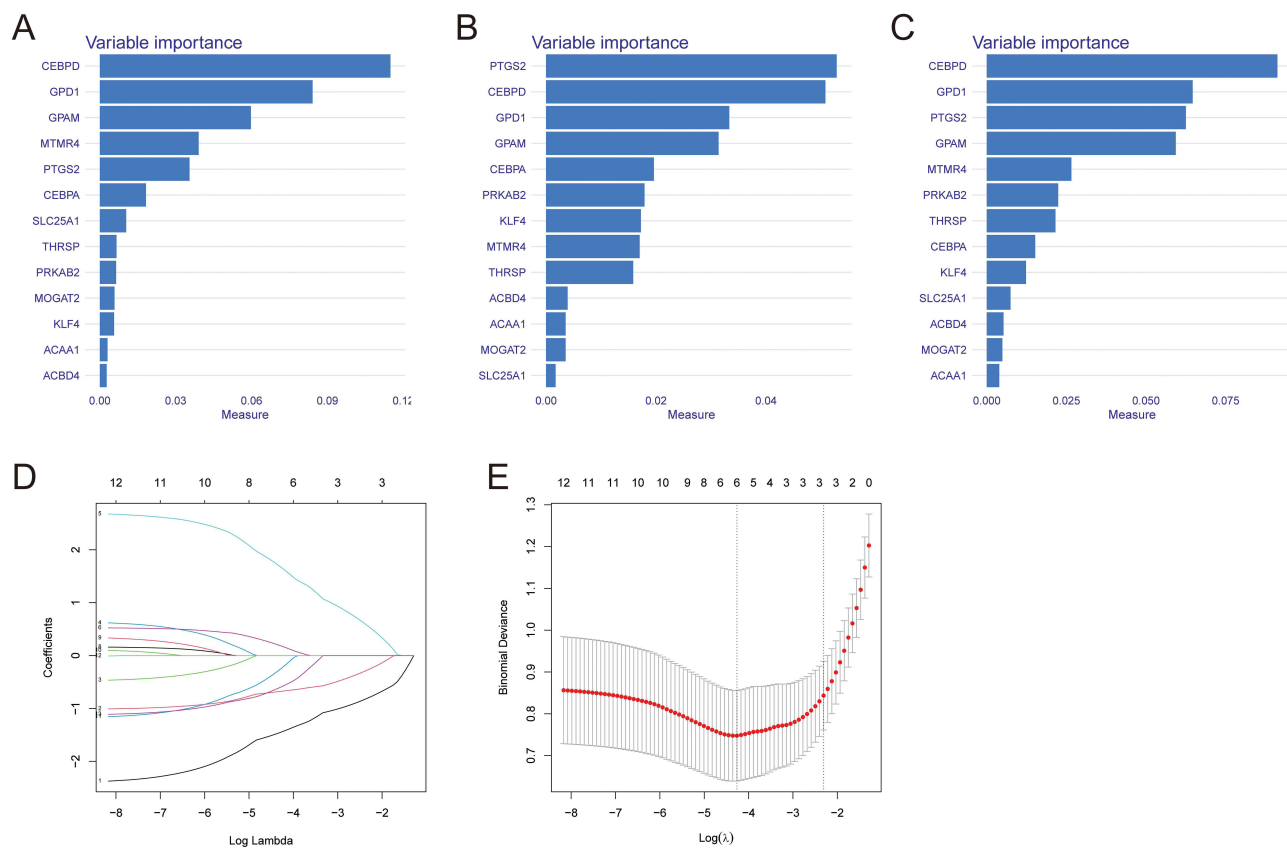 A
Variable importance
CEBPD
GPD1
GPAM
MTMR4
PTGS2
CEBPA
SLC25A1
THRSP
PRKAB2
MOGAT2
KLF4
ACAA1
ACBD4
0.00 0.03 0.06 0.09 0.12
Measure
B
Variable importance
PTGS2
CEBPD
GPD1
GPAM
CEBPA
PRKAB2
KLF4
MTMR4
THRSP
ACBD4
ACAA1
MOGAT2
SLC25A1
0.00 0.02 0.04
Measure
C
Variable importance
CEBPD
GPD1
PTGS2
GPAM
MTMR4
PRKAB2
THRSP
CEBPA
KLF4
SLC25A1
ACBD4
MOGAT2
ACAA1
0.000 0.025 0.050 0.075
Measure
D
12 11 10 8 6 3 3
Coefficients
2
1
0
−1
−2
5
4
6
9
8
3
2
1
−8 −7 −6 −5 −4 −3 −2
Log Lambda
E
12 11 11 10 10 9 8 6 6 5 4 3 3 2 0
Binomial Deviance
1.3
1.2
1.1
1.0
0.9
0.8
0.7
−8 −7 −6 −5 −4 −3 −2
Log(λ)